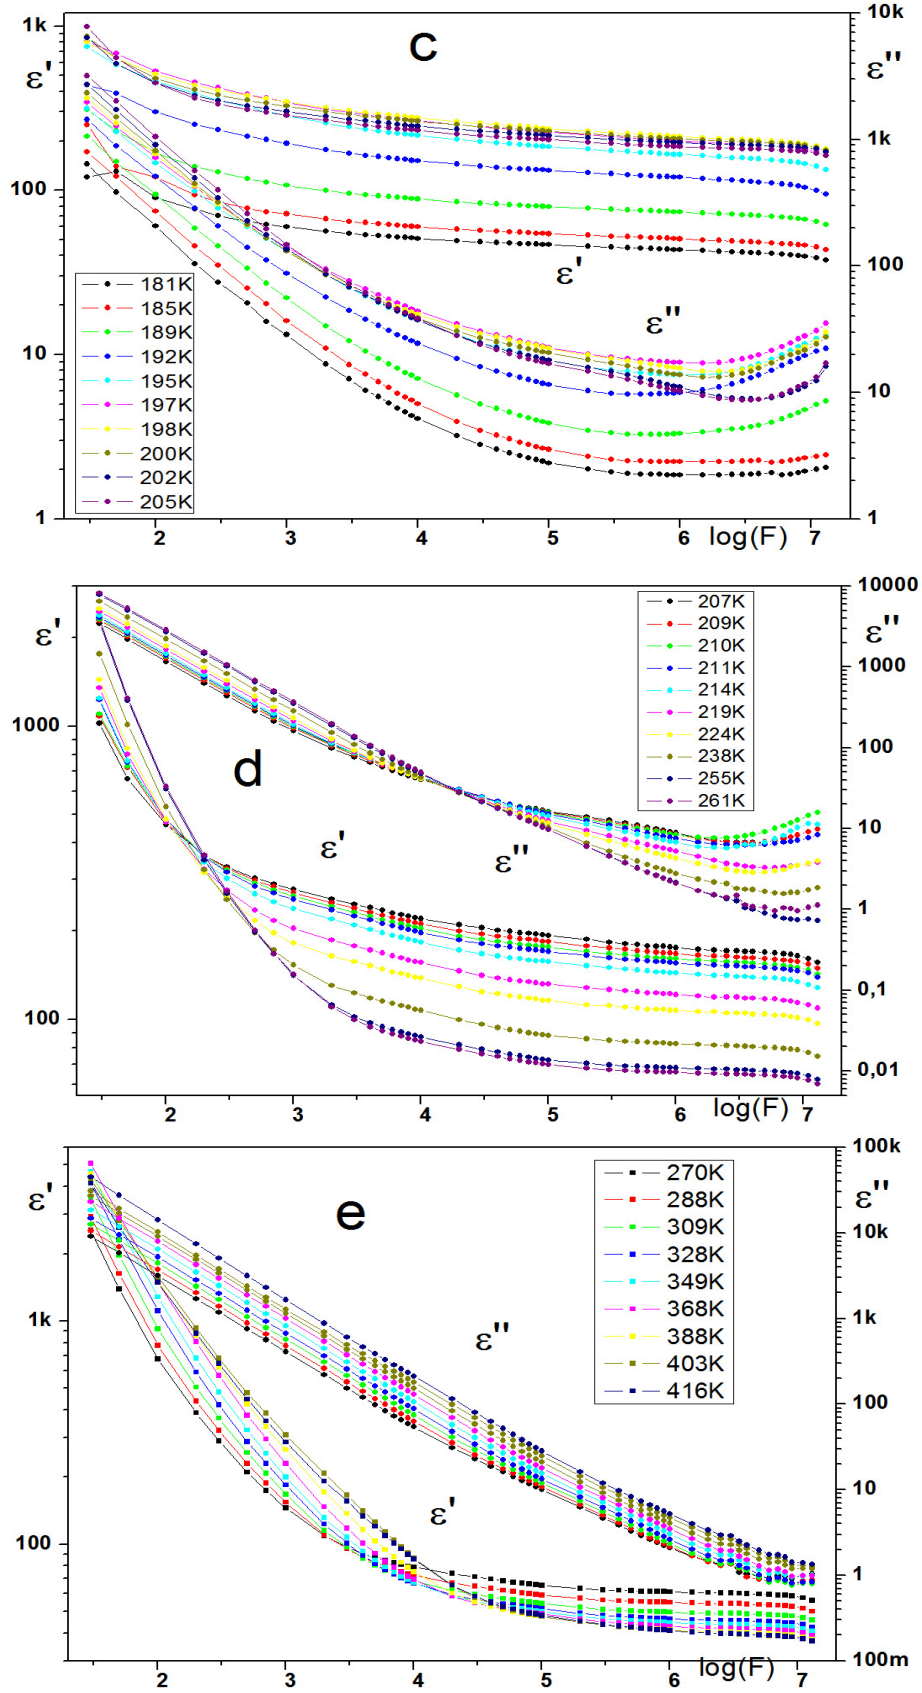 1k
ε'
c
10k
ε''
1k
100
100
ε'
ε''
181K
185K
189K
192K
195K
197K
198K
200K
202K
205K
10
10
1
1
2
3
4
5
6
7
log(F)
10000
ε'
ε''
207K
209K
210K
211K
214K
219K
224K
238K
255K
261K
1000
1000
100
d
10
ε'
ε''
1
100
0,1
0,01
2
3
4
5
6
7
log(F)
100k
ε'
e
ε''
270K
288K
309K
328K
349K
368K
388K
403K
416K
10k
1k
1k
ε''
100
10
ε'
100
1
100m
2
3
4
5
6
7
log(F)